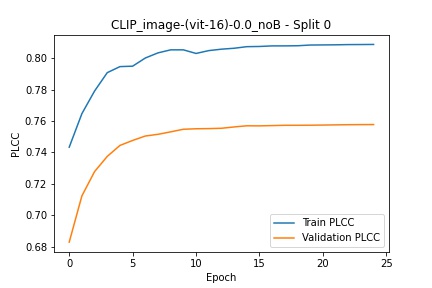 CLIP_image-(vit-16)-0.0_noB - Split 0
PLCC
0.80
0.78
0.76
0.74
0.72
0.70
0.68
0
5
10
15
20
25
Epoch
Train PLCC
Validation PLCC